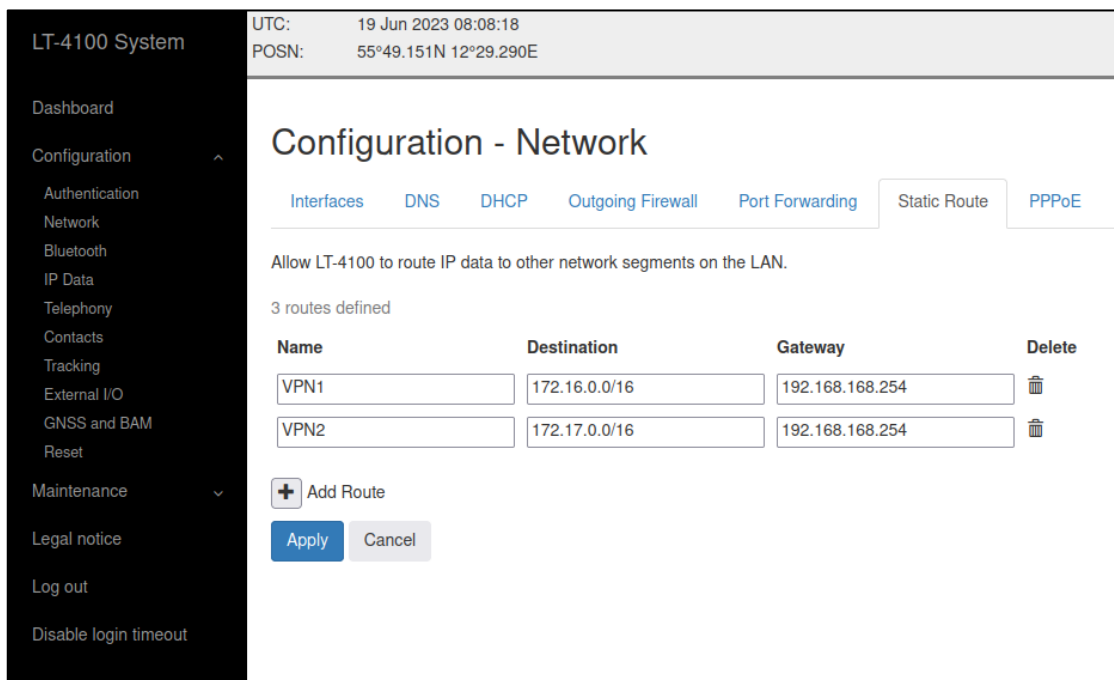 LT-4100 System
Dashboard
Configuration
Authentication
Network
Bluetooth
IP Data
Telephony
Contacts
Tracking
External I/O
GNSS and BAM
Reset
Maintenance
Legal notice
Log out
Disable login timeout
UTC: 19 Jun 2023 08:08:18
POSN: 55°49.151N 12°29.290E
Configuration - Network
Interfaces DNS DHCP Outgoing Firewall Port Forwarding Static Route PPPoE
Allow LT-4100 to route IP data to other network segments on the LAN.
3 routes defined
Name Destination Gateway Delete
VPN1 172.16.0.0/16 192.168.168.254
VPN2 172.17.0.0/16 192.168.168.254
Add Route
Apply Cancel